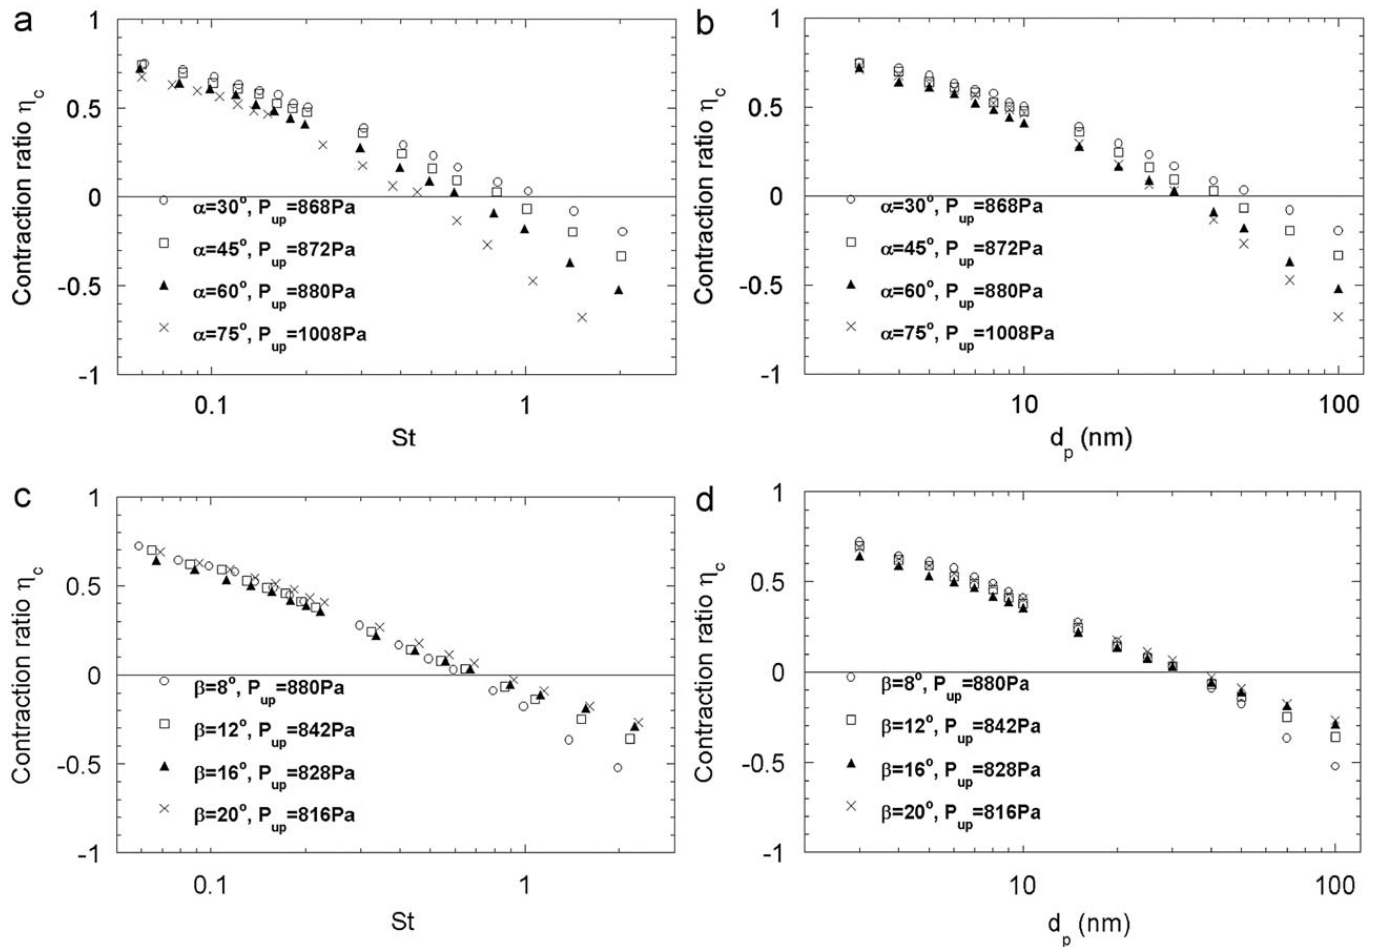 a
Contraction ratio ηc
1
0.5
0
-0.5
-1
α=30°, Pup=868Pa
α=45°, Pup=872Pa
α=60°, Pup=880Pa
α=75°, Pup=1008Pa
0.1
1
St
b
Contraction ratio ηc
1
0.5
0
-0.5
-1
α=30°, Pup=868Pa
α=45°, Pup=872Pa
α=60°, Pup=880Pa
α=75°, Pup=1008Pa
10
100
dp (nm)
c
Contraction ratio ηc
1
0.5
0
-0.5
-1
β=8°, Pup=880Pa
β=12°, Pup=842Pa
β=16°, Pup=828Pa
β=20°, Pup=816Pa
0.1
1
St
d
Contraction ratio ηc
1
0.5
0
-0.5
-1
β=8°, Pup=880Pa
β=12°, Pup=842Pa
β=16°, Pup=828Pa
β=20°, Pup=816Pa
10
100
dp (nm)